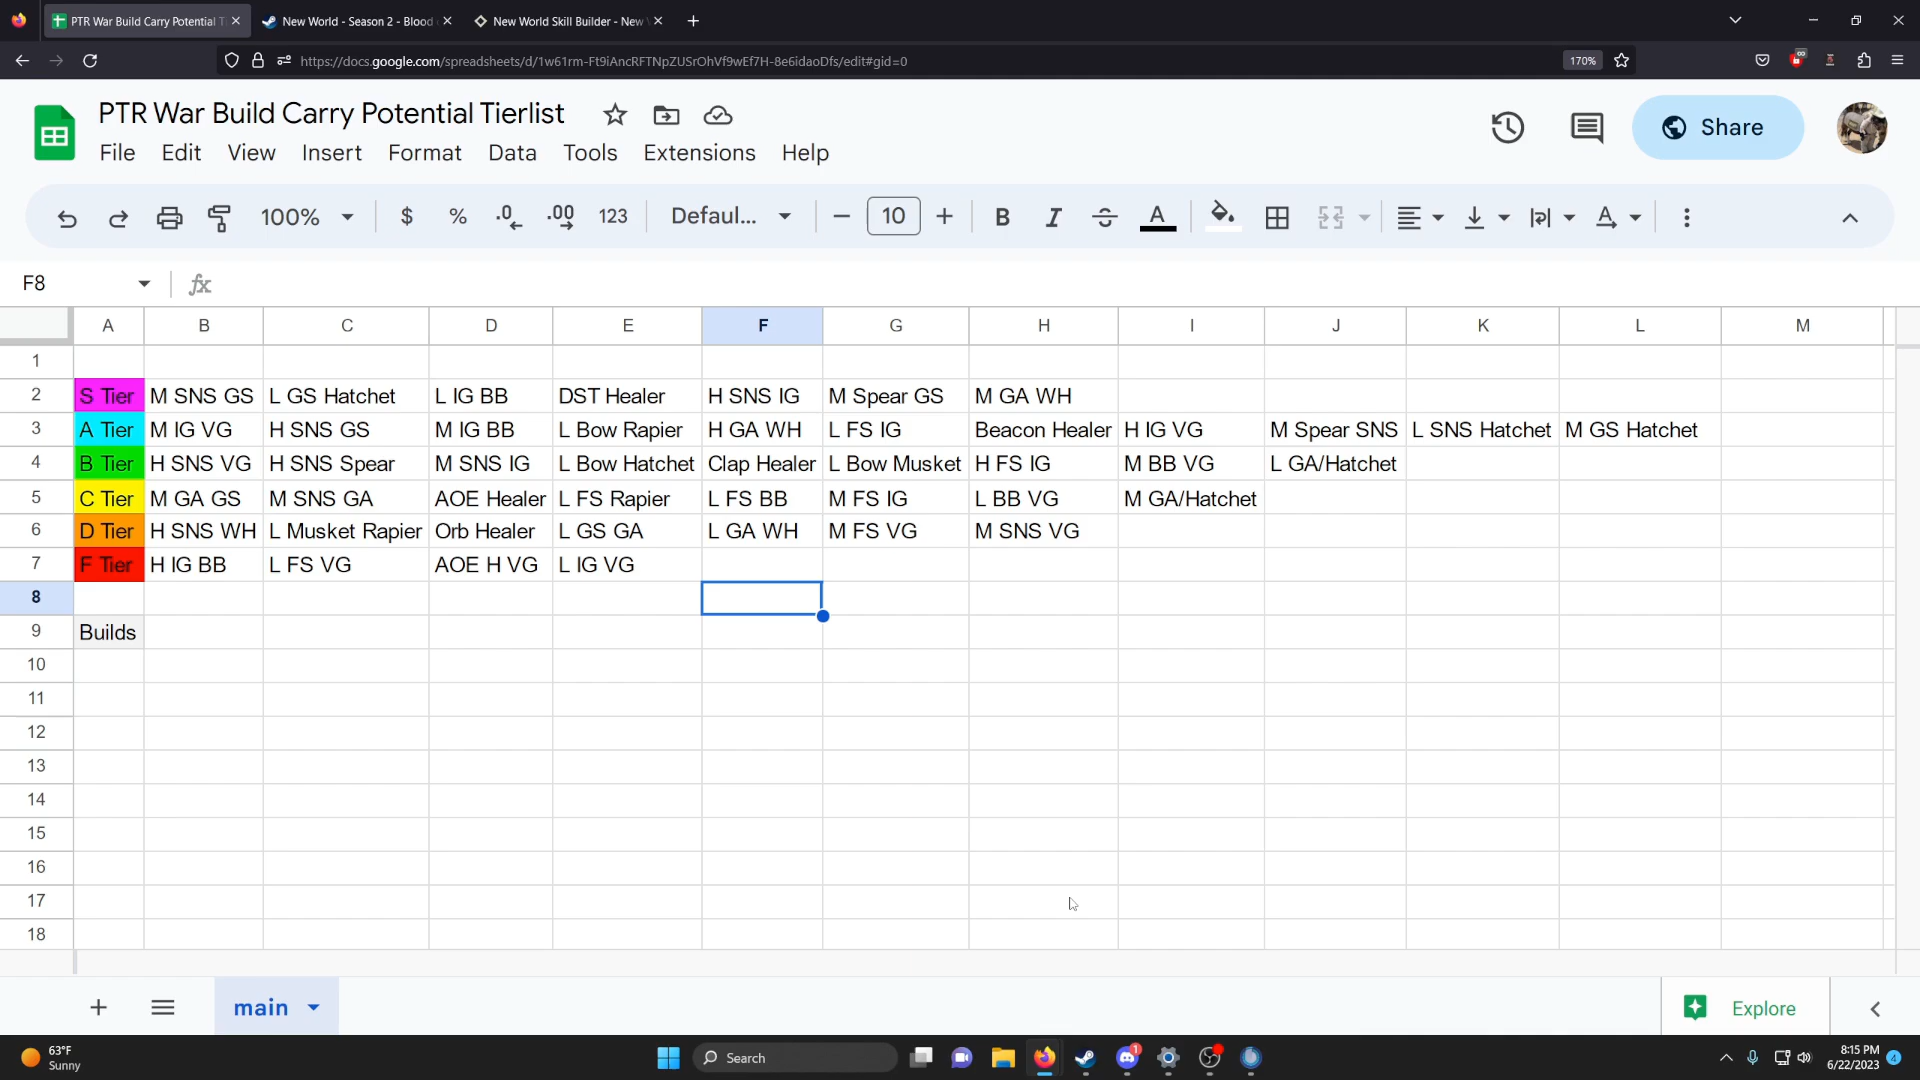 PTR War Build Carry Potential T
New World - Season 2 - Blood
New World Skill Builder - New
https://docs.google.com/spreadsheets/d/1w61rm-Ft9iAncRFTNpZUSrOhVf9wEf7H-8e6idaoDfs/edit#gid=0
170%
PTR War Build Carry Potential Tierlist
Share
File Edit View Insert Format Data Tools Extensions Help
100% $ % .0 .00 123 Defaul... 10 B I A A
F8 fx
A B C D E F G H I J K L M
1
2 S Tier M SNS GS L GS Hatchet L IG BB DST Healer H SNS IG M Spear GS M GA WH
3 A Tier M IG VG H SNS GS M IG BB L Bow Rapier H GA WH L FS IG Beacon Healer H IG VG M Spear SNS L SNS Hatchet M GS Hatchet
4 B Tier H SNS VG H SNS Spear M SNS IG L Bow Hatchet Clap Healer L Bow Musket H FS IG M BB VG L GA/Hatchet
5 C Tier M GA GS M SNS GA AOE Healer L FS Rapier L FS BB M FS IG L BB VG M GA/Hatchet
6 D Tier H SNS WH L Musket Rapier Orb Healer L GS GA L GA WH M FS VG M SNS VG
7 F Tier H IG BB L FS VG AOE H VG L IG VG
8
9 Builds
10
11
12
13
14
15
16
17
18
main
Explore
63°F
Sunny
Search
1
8:15 PM
6/22/2023
4